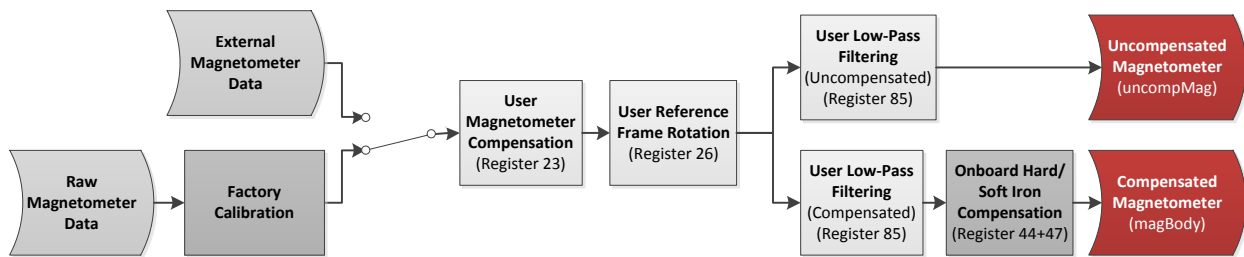 External
Magnetometer
Data
Raw
Magnetometer
Data
Factory
Calibration
User
Magnetometer
Compensation
(Register 23)
User Reference
Frame Rotation
(Register 26)
User Low-Pass
Filtering
(Uncompensated)
(Register 85)
Uncompensated
Magnetometer
(uncompMag)
User Low-Pass
Filtering
(Compensated)
(Register 85)
Onboard Hard/
Soft Iron
Compensation
(Register 44+47)
Compensated
Magnetometer
(magBody)